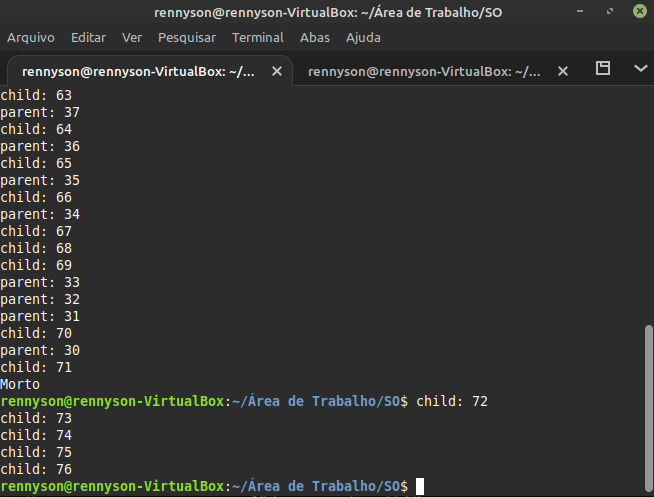 rennyson@rennyson-VirtualBox: ~/Área de Trabalho/SO
Arquivo Editar Ver Pesquisar Terminal Abas Ajuda
rennyson@rennyson-VirtualBox: ~/... rennyson@rennyson-VirtualBox: ~/...
child: 63
parent: 37
child: 64
parent: 36
child: 65
parent: 35
child: 66
parent: 34
child: 67
child: 68
child: 69
parent: 33
parent: 32
parent: 31
child: 70
parent: 30
child: 71
Morto
rennyson@rennyson-VirtualBox:~/Área de Trabalho/SO$ child: 72
child: 73
child: 74
child: 75
child: 76
rennyson@rennyson-VirtualBox:~/Área de Trabalho/SO$